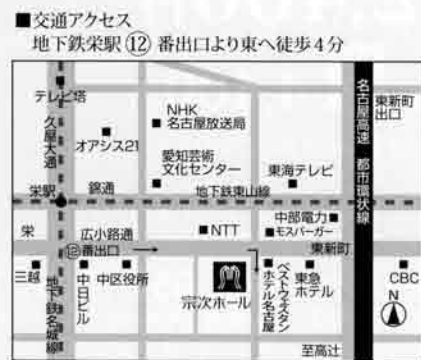 ■交通アクセス
地下鉄栄駅⑫番出口より東へ徒歩4分
テレビ塔
久屋大通
オアシス21
NHK
名古屋放送局
愛知芸術
文化センター
東海テレビ
名古屋高速 都市環状線
東新町
出口
栄駅
錦通
地下鉄東山線
栄
広小路通
⑫番出口
NTT
中部電力
モスバーガー
東新町
三越
地下鉄名城線
中日ビル
中区役所
宗次ホール
ベストウェスタン
ホテル名古屋
東急
ホテル
CBC
N
至高辻